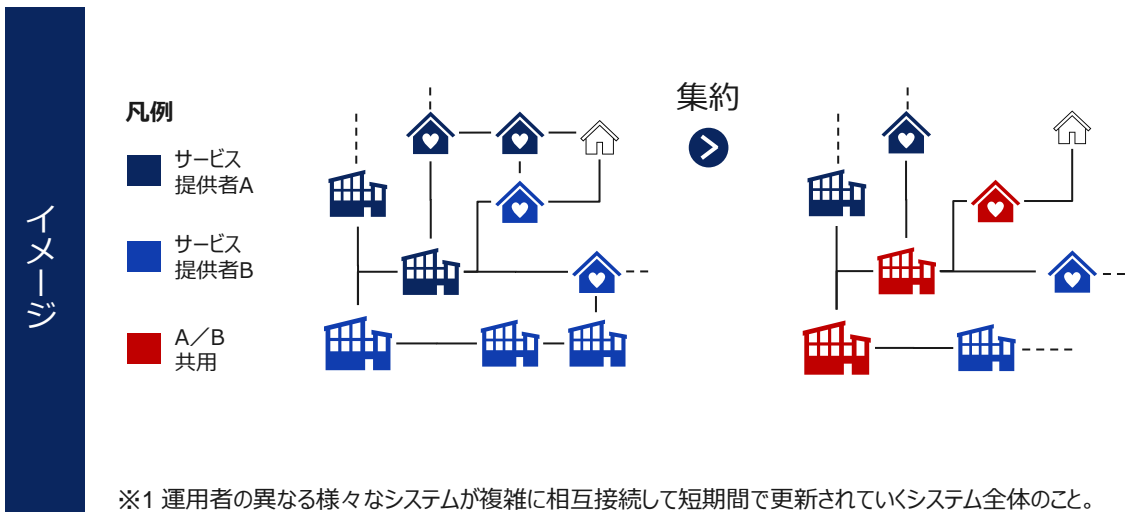 イメージ
凡例
サービス
提供者A
サービス
提供者B
A/B
共用
集約
※1 運用者の異なる様々なシステムが複雑に相互接続して短期間で更新されていくシステム全体のこと。